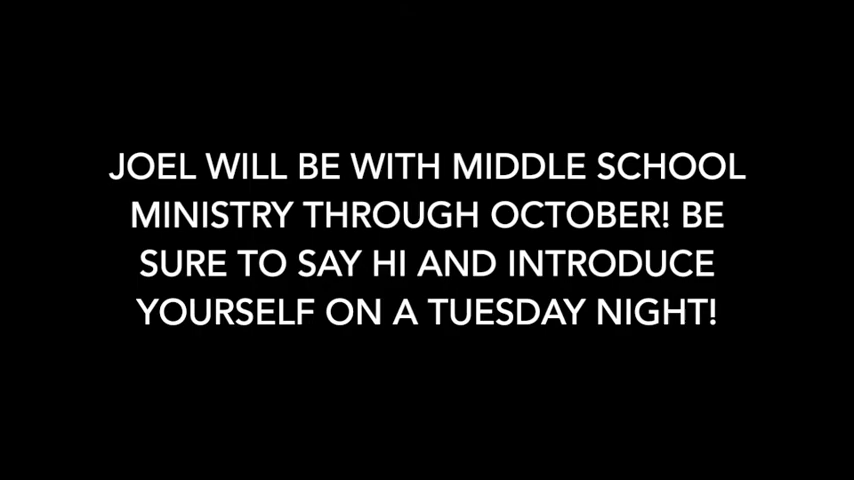 JOEL WILL BE WITH MIDDLE SCHOOL
MINISTRY THROUGH OCTOBER! BE
SURE TO SAY HI AND INTRODUCE
YOURSELF ON A TUESDAY NIGHT!